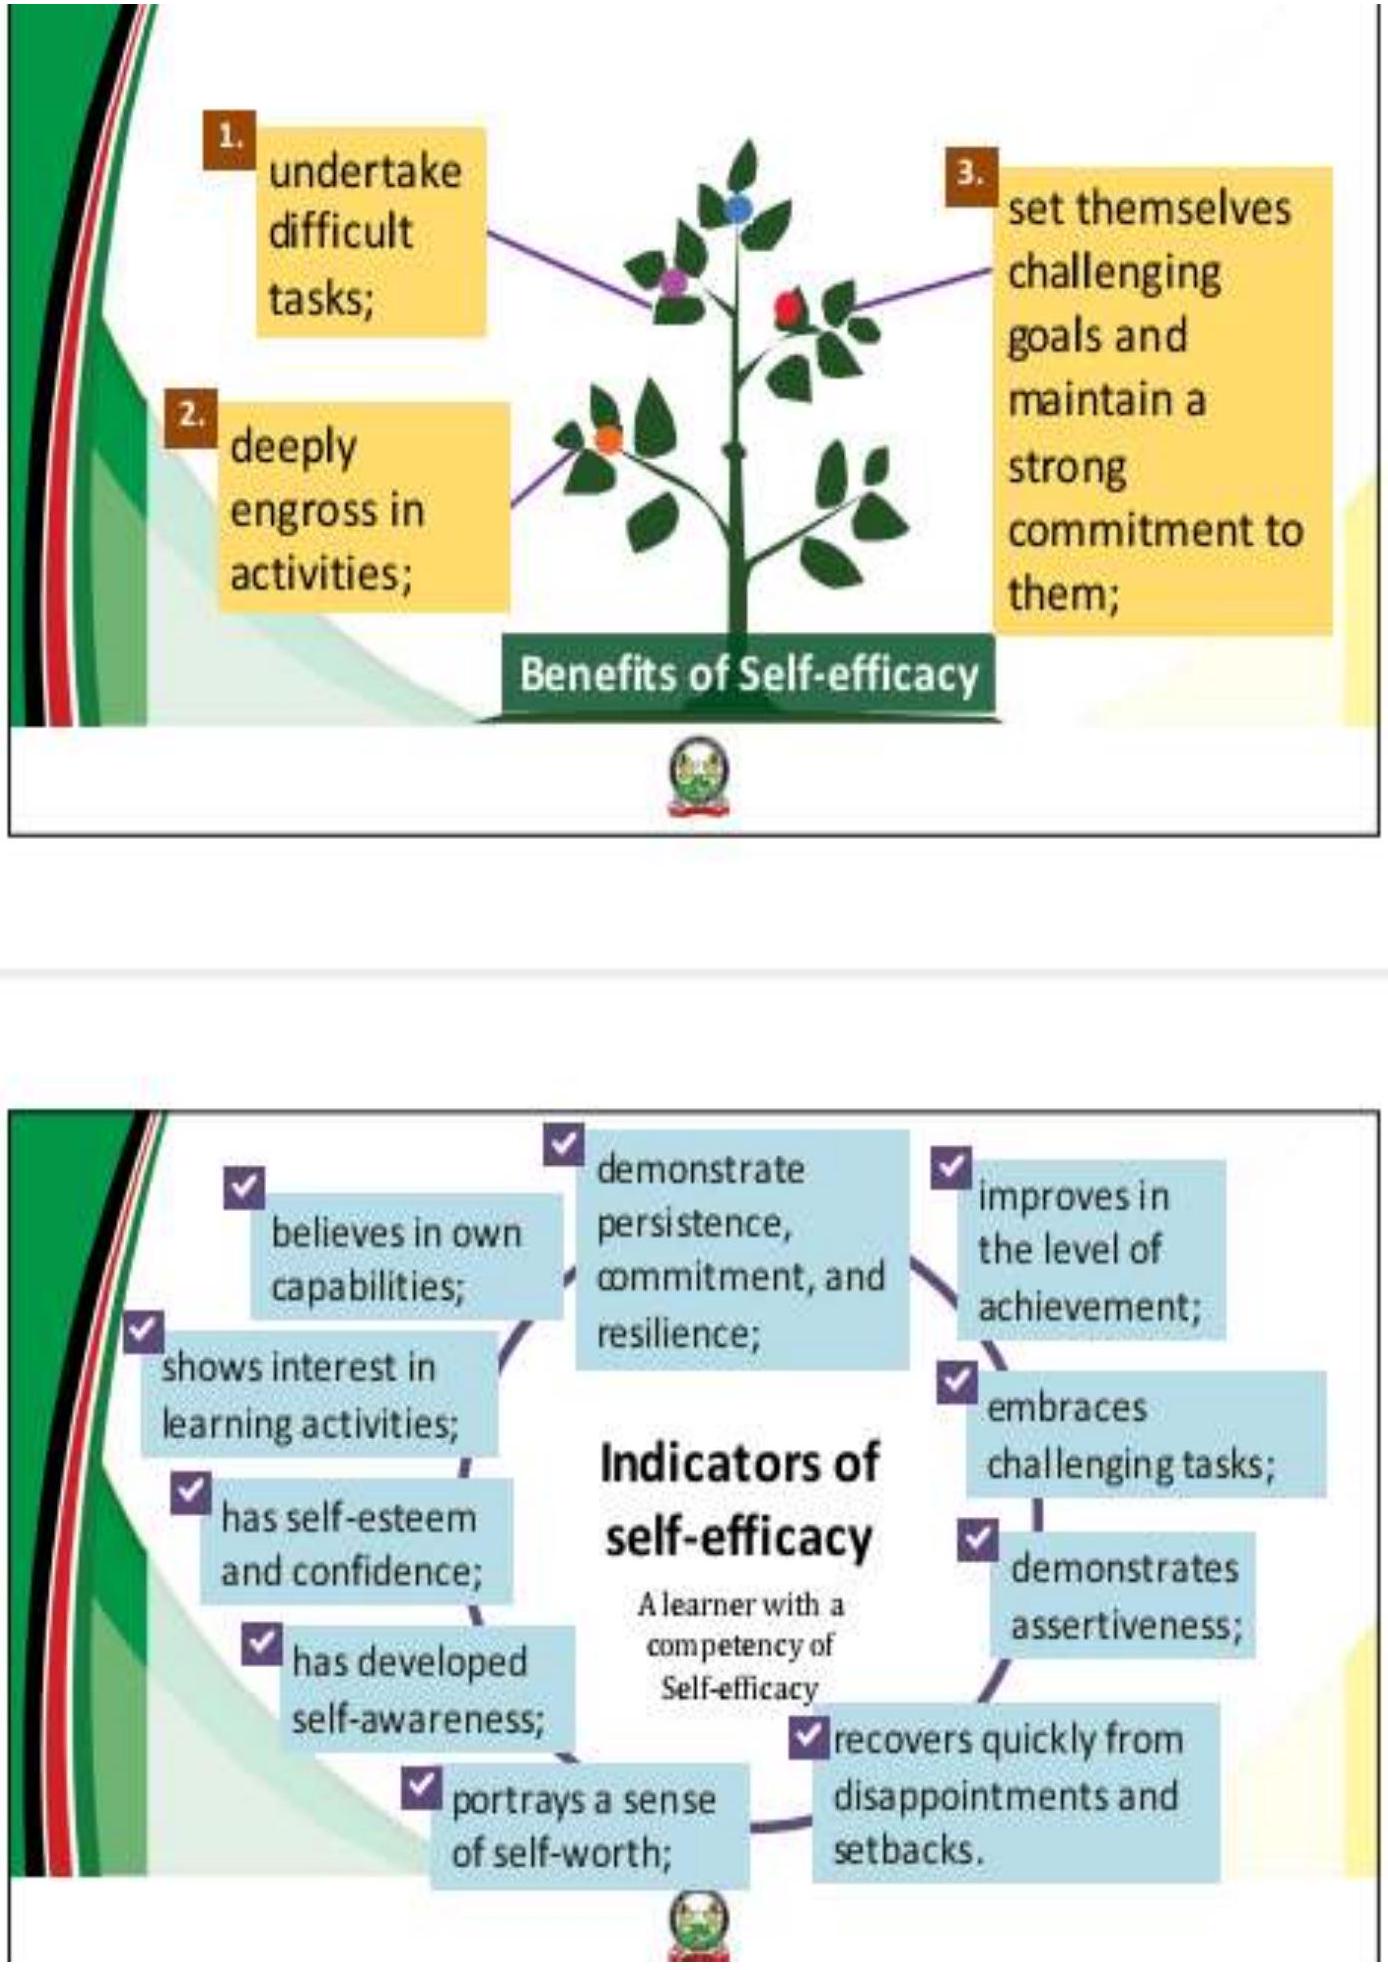 1.
undertake
difficult
tasks;
2.
deeply
engross in
activities;
3.
set themselves
challenging
goals and
maintain a
strong
commitment to
them;
Benefits of Self-efficacy
demonstrate
persistence,
commitment, and
resilience;
improves in
the level of
achievement;
embraces
challenging tasks;
demonstrates
assertiveness;
recovers quickly from
disappointments and
setbacks.
portrays a sense
of self-worth;
has developed
self-awareness;
has self-esteem
and confidence;
shows interest in
learning activities;
believes in own
capabilities;
Indicators of
self-efficacy
A learner with a
competency of
Self-efficacy